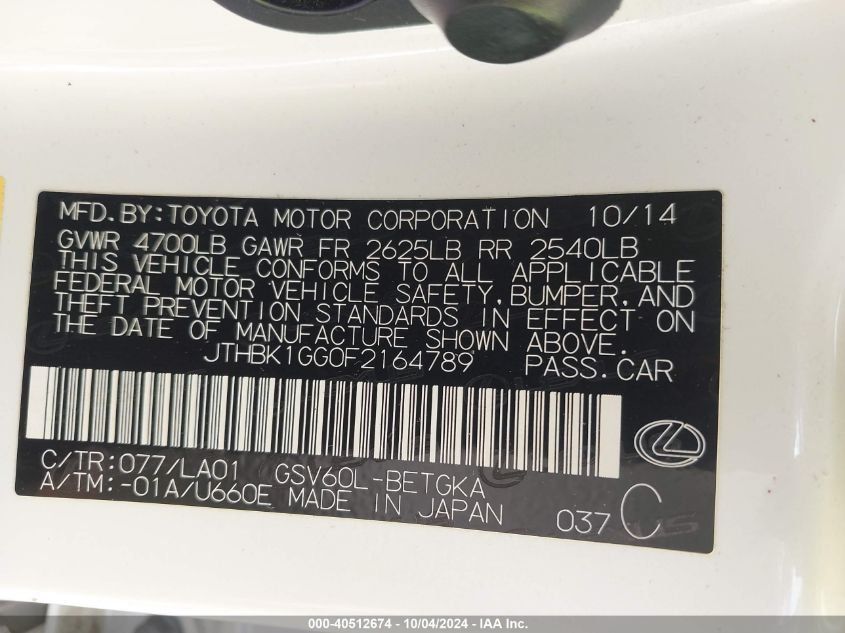 MFD.BY:TOYOTA MOTOR CORPORATION 10/14
GVWR 4700LB GAWR FR 2625LB RR 2540LB
THIS VEHICLE CONFORMS TO ALL APPLICABLE
FEDERAL MOTOR VEHICLE SAFETY,BUMPER,AND
THEFT PREVENTION STANDARDS IN EFFECT ON
THE DATE OF MANUFACTURE SHOWN ABOVE.
JTHBK1GG0F2164789 PASS.CAR
C/TR:077/LA01 GSV60L-BETGKA
A/TM:-01A/U660E MADE IN JAPAN 037 C
000-40512674 - 10/04/2024 - IAA Inc.